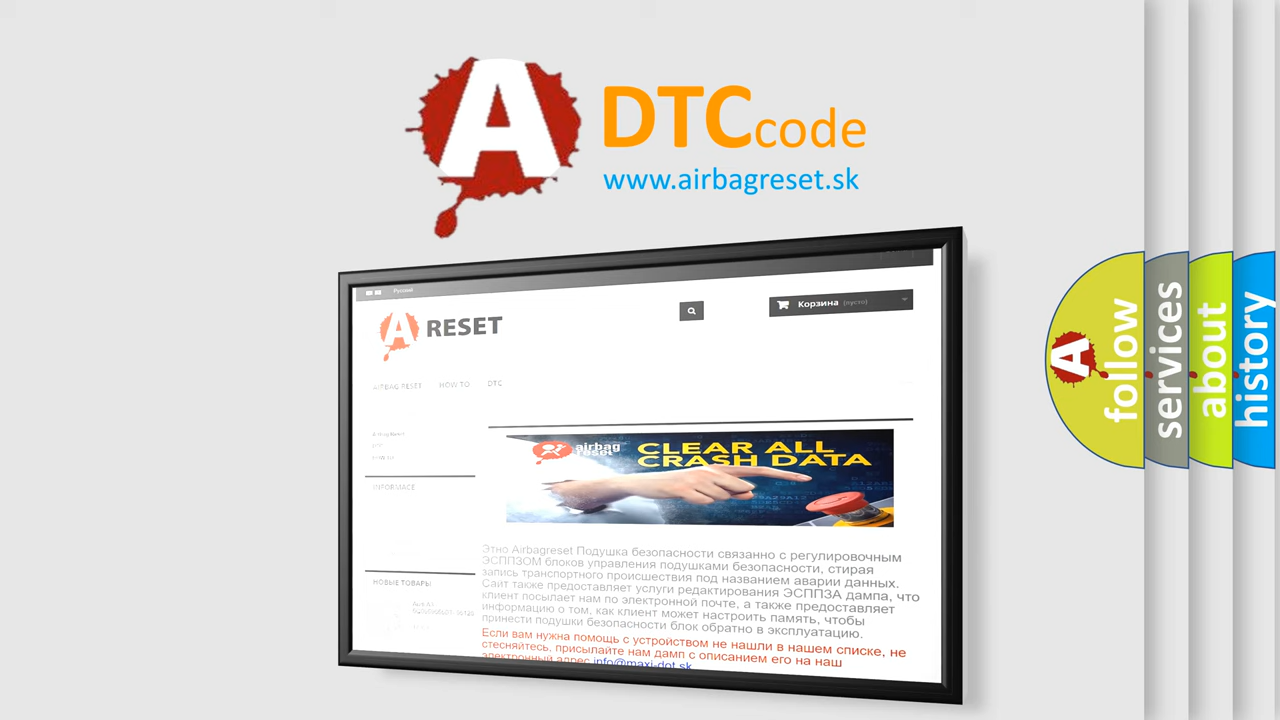 A DTCcode
www.airbagreset.sk
Русский
A RESET
Корзина (пусто)
AIRBAG RESET HOW TO DTC
Airbag Reset
HOW TO
INFORMACE
airbag
reset
CLEAR ALL
CRASH DATA
Этно Airbagreset Подушка безопасности связанно с регулировочным
ЭСППЗОМ блоков управления подушками безопасности, стирая
запись транспортного происшествия под названием аварии данных.
Сайт также предоставляет услуги редактирования ЭСППЗА дампа, что
клиент посылает нам по электронной почте, а также предоставляет
информацию о том, как клиент может настроить память, чтобы
принести подушки безопасности блок обратно в эксплуатацию.
Если вам нужна помощь с устройством не нашли в нашем списке, не
стесняйтесь, присылайте нам дамп с описанием его на наш
электронный адрес info@maxi-dot.sk
НОВЫЕ ТОВАРЫ
A follow
services
about
history